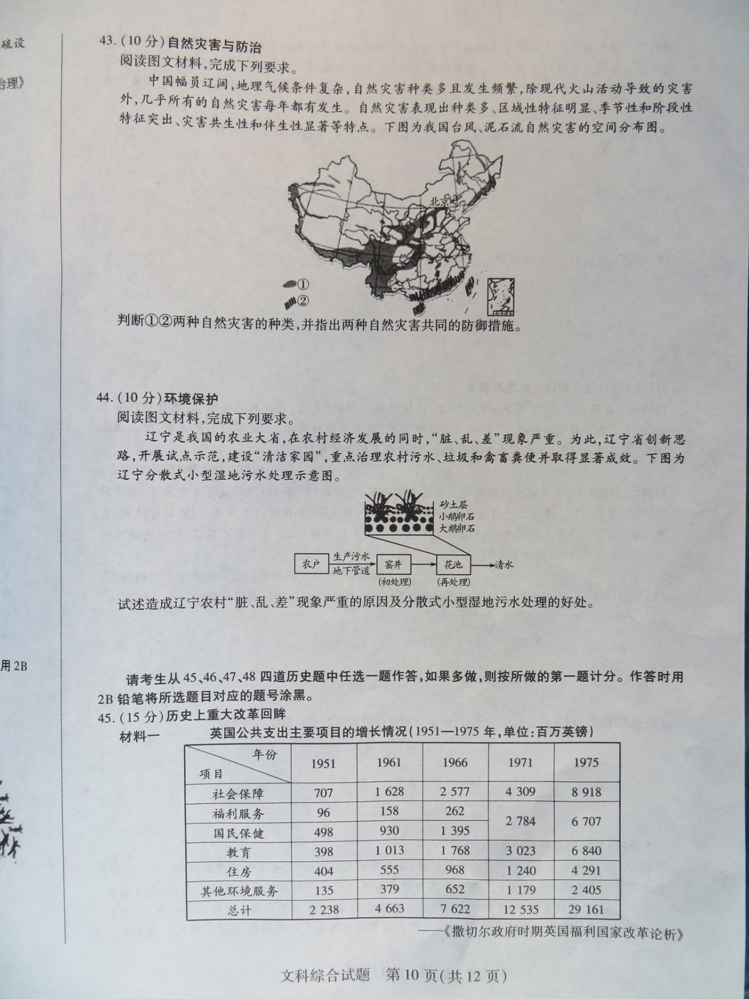 硫设
治理》
用 2B
43. (10 分)自然灾害与防治
阅读图文材料,完成下列要求。
中国幅员辽阔,地理气候条件复杂,自然灾害种类多且发生频繁,除现代火山活动导致的灾害
外,几乎所有的自然灾害每年都有发生。自然灾害表现出种类多、区域性特征明显、季节性和阶段性
特征突出、灾害共生性和伴生性显著等特点。下图为我国台风、泥石流自然灾害的空间分布图。
北京
①
②
判断①②两种自然灾害的种类,并指出两种自然灾害共同的防御措施。
44. (10 分)环境保护
阅读图文材料,完成下列要求。
辽宁是我国的农业大省,在农村经济发展的同时,“脏、乱、差”现象严重。为此,辽宁省创新思
路,开展试点示范,建设“清洁家园”,重点治理农村污水、垃圾和禽畜粪便并取得显著成效。下图为
辽宁分散式小型湿地污水处理示意图。
砂土层
小鹅卵石
大鹅卵石
农户 生产污水 地下管道 窑井 花池 清水
(初处理) (再处理)
试述造成辽宁农村“脏、乱、差”现象严重的原因及分散式小型湿地污水处理的好处。
请考生从 45、46、47、48 四道历史题中任选一题作答,如果多做,则按所做的第一题计分。作答时用
2B 铅笔将所选题目对应的题号涂黑。
45. (15 分)历史上重大改革回眸
材料一 英国公共支出主要项目的增长情况(1951—1975 年,单位:百万英镑)
年份 项目 1951 1961 1966 1971 1975
社会保障 707 1 628 2 577 4 309 8 918
福利服务 96 158 262 2 784 6 707
国民保健 498 930 1 395
教育 398 1 013 1 768 3 023 6 840
住房 404 555 968 1 240 4 291
其他环境服务 135 379 652 1 179 2 405
总计 2 238 4 663 7 622 12 535 29 161
——《撒切尔政府时期英国福利国家改革论析》
文科综合试题 第 10 页(共 12 页)